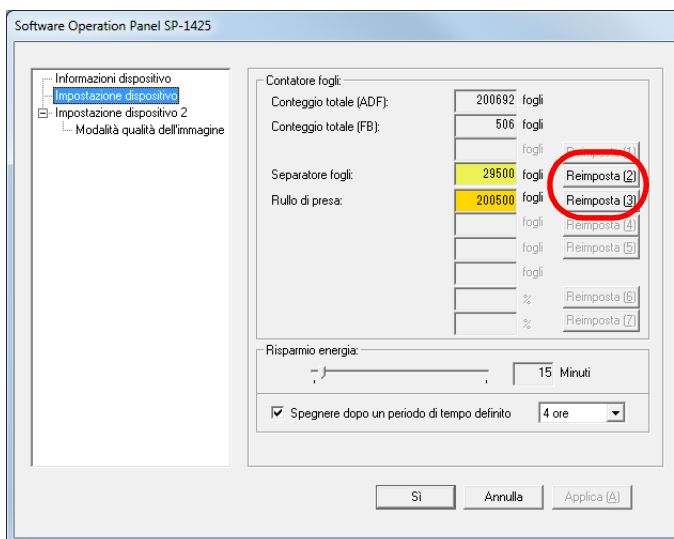 Software Operation Panel SP-1425
Informazioni dispositivo
Impostazione dispositivo
Impostazione dispositivo 2
Modalità qualità dell'immagine
Contatore fogli:
Conteggio totale (ADF): 200692 fogli
Conteggio totale (FB): 506 fogli
fogli Reimposta (1)
Separatore fogli: 29500 fogli Reimposta (2)
Rullo di presa: 200500 fogli Reimposta (3)
fogli Reimposta (4)
fogli Reimposta (5)
fogli
% Reimposta (6)
% Reimposta (7)
Risparmio energia:
15 Minuti
Spegnere dopo un periodo di tempo definito 4 ore
Sì Annulla Applica (A)